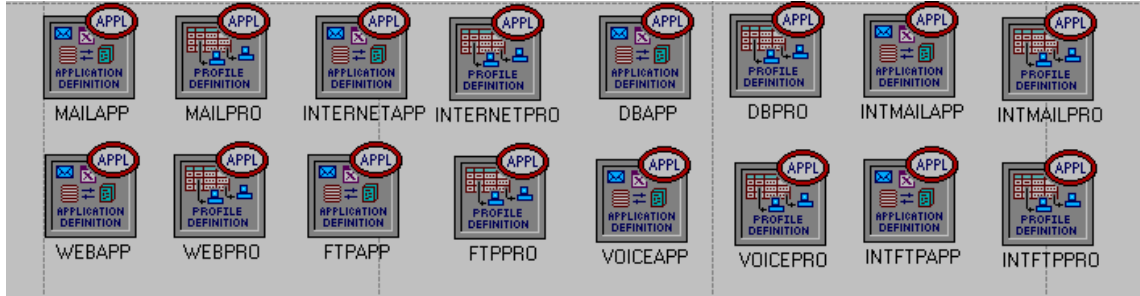 APPL APPL APPL APPL APPL APPL APPL APPL
APPLICATION DEFINITION PROFILE DEFINITION APPLICATION DEFINITION PROFILE DEFINITION APPLICATION DEFINITION PROFILE DEFINITION APPLICATION DEFINITION PROFILE DEFINITION
MAILAPP MAILPRO INTERNETAPP INTERNETPRO DBAPP DBPRO INTMAILAPP INTMAILPRO
APPL APPL APPL APPL APPL APPL APPL APPL
APPLICATION DEFINITION PROFILE DEFINITION APPLICATION DEFINITION PROFILE DEFINITION APPLICATION DEFINITION PROFILE DEFINITION APPLICATION DEFINITION PROFILE DEFINITION
WEBAPP WEBPRO FTPAPP FTPPRO VOICEAPP VOICEPRO INTFTPAPP INTFTPPRO